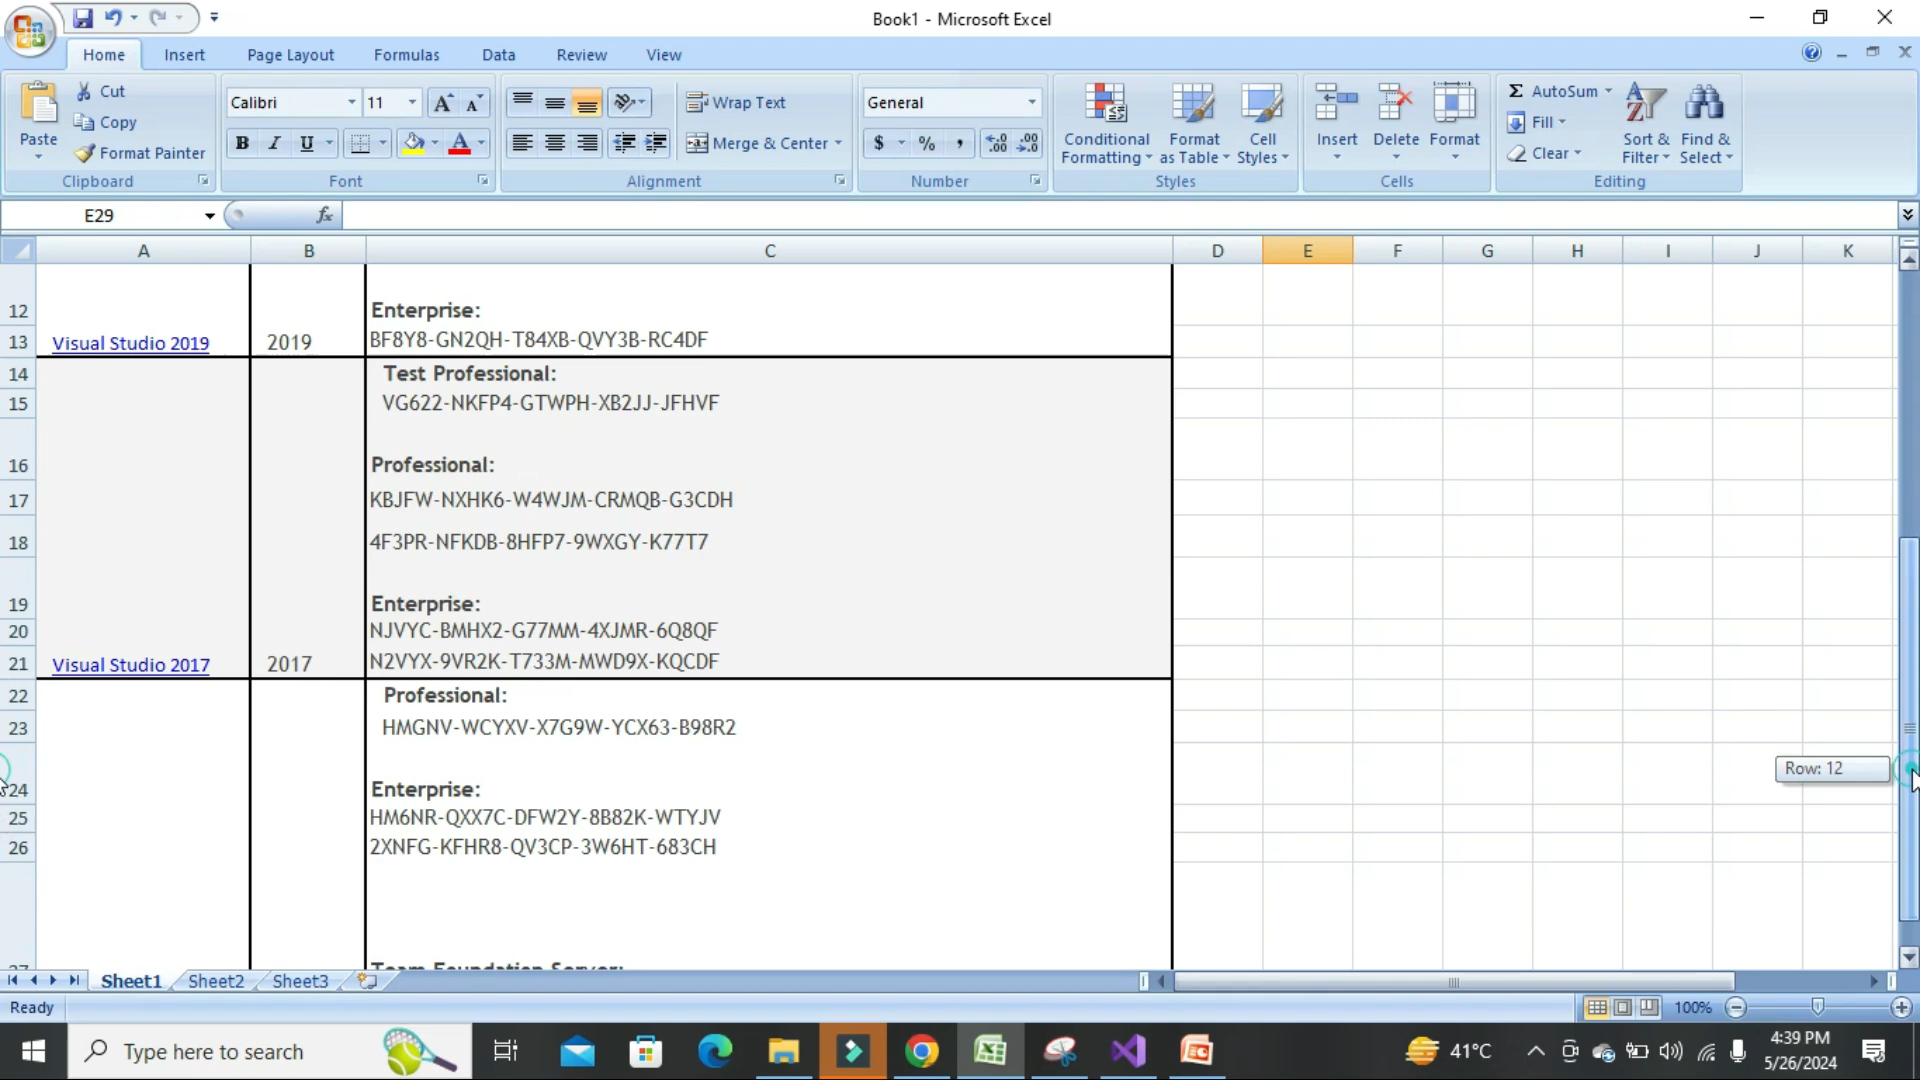 Book1 - Microsoft Excel
Home Insert Page Layout Formulas Data Review View
Paste
Cut
Copy
Format Painter
Clipboard
Calibri 11
B I U
Font
Wrap Text
Merge & Center
Alignment
General
$ % ,
Number
Conditional Formatting
Format as Table
Cell Styles
Styles
Insert Delete Format
Cells
Σ AutoSum
Fill
Clear
Sort & Filter
Find & Select
Editing
E29 fx
A B C D E F G H I J K
12 Enterprise:
13 Visual Studio 2019 2019 BF8Y8-GN2QH-T84XB-QVY3B-RC4DF
14 Test Professional:
15 VG622-NKFP4-GTWPH-XB2JJ-JFHVF
16 Professional:
17 KBJFW-NXHK6-W4WJM-CRMQB-G3CDH
18 4F3PR-NFKDB-8HFP7-9WXGY-K77T7
19 Enterprise:
20 NJVYC-BMHX2-G77MM-4XJMR-6Q8QF
21 Visual Studio 2017 2017 N2VYX-9VR2K-T733M-MWD9X-KQCDF
22 Professional:
23 HMGNV-WCYXV-X7G9W-YCX63-B98R2
Row: 12
24 Enterprise:
25 HM6NR-QXX7C-DFW2Y-8B82K-WTYJV
26 2XNFG-KFHR8-QV3CP-3W6HT-683CH
27 Team Foundation Server:
Sheet1 Sheet2 Sheet3
Ready 100%
Type here to search
41°C
4:39 PM
5/26/2024